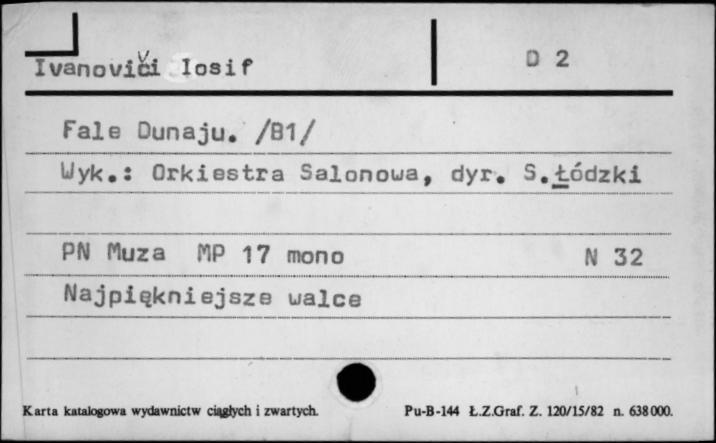 Ivanoviči Iosif D 2
Fale Dunaju. /B1/
Wyk.: Orkiestra Salonowa, dyr. S.Łódzki
PN Muza MP 17 mono N 32
Najpiękniejsze walce
Karta katalogowa wydawnictw ciągłych i zwartych. Pu-B-144 Ł.Z.Graf. Z. 120/15/82 n. 638000.